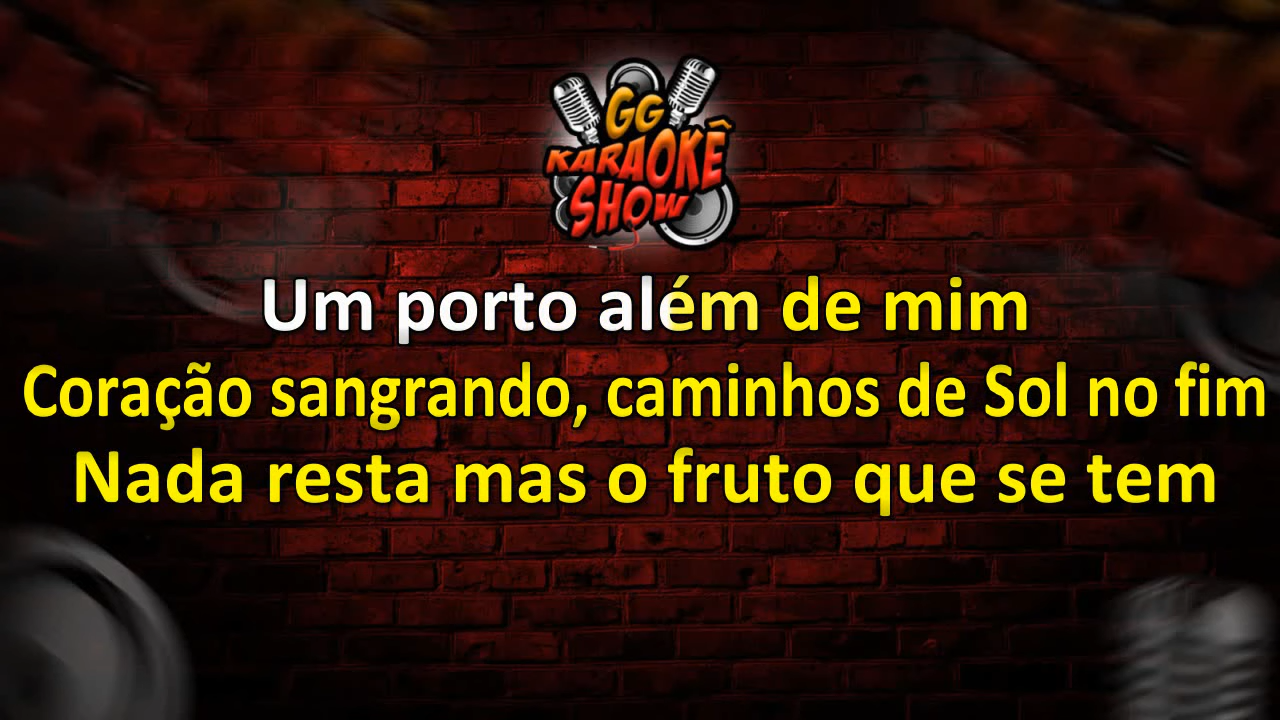 GG
KARAOKÊ
SHOW
Um porto além de mim
Coração sangrando, caminhos de Sol no fim
Nada resta mas o fruto que se tem